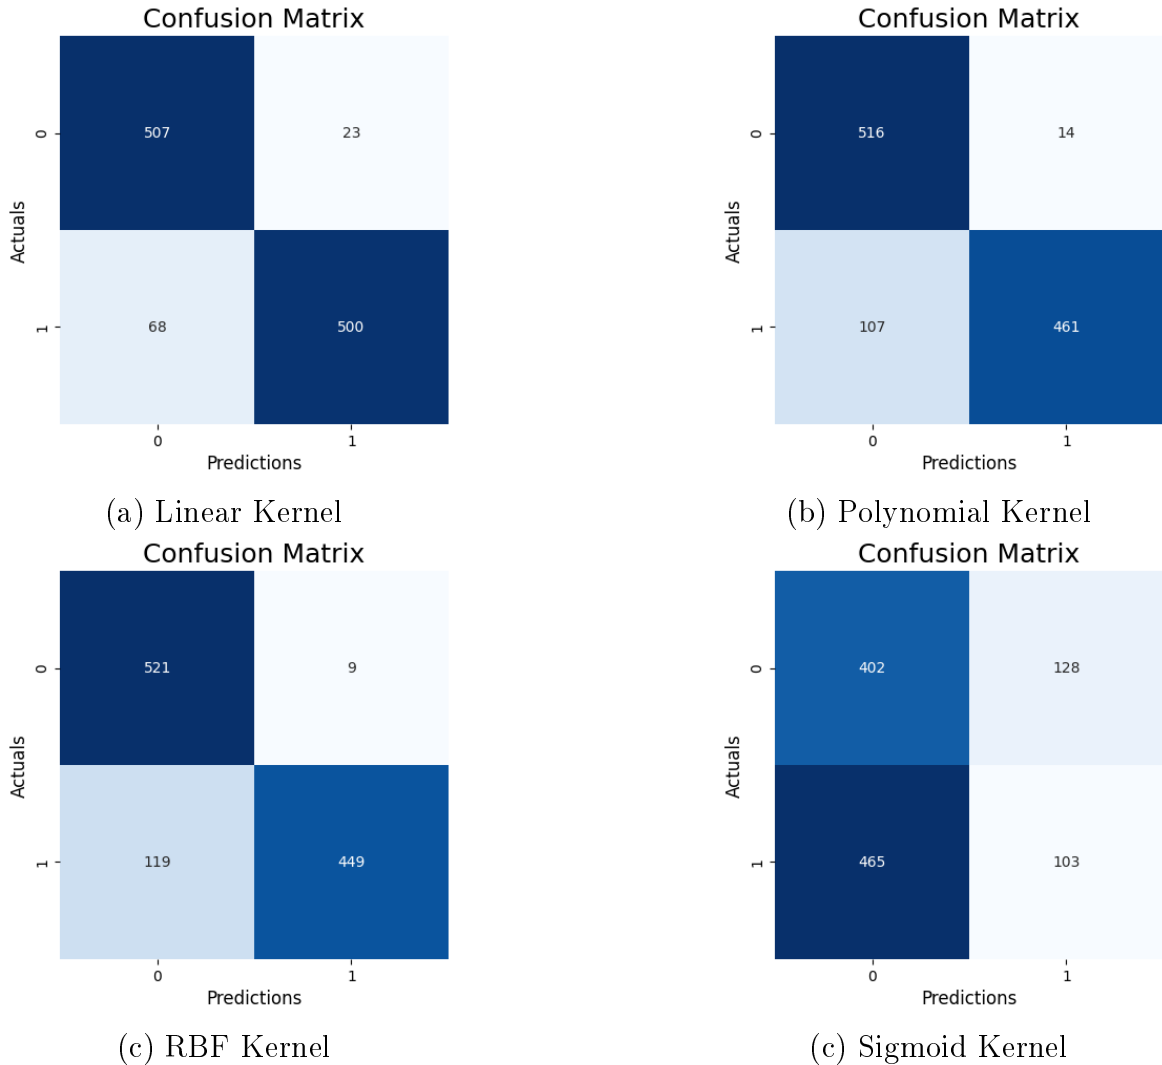 Confusion Matrix
0
507
23
Actuals
1
68
500
0
1
Predictions
(a) Linear Kernel
Confusion Matrix
0
516
14
Actuals
1
107
461
0
1
Predictions
(b) Polynomial Kernel
Confusion Matrix
0
521
9
Actuals
1
119
449
0
1
Predictions
(c) RBF Kernel
Confusion Matrix
0
402
128
Actuals
1
465
103
0
1
Predictions
(c) Sigmoid Kernel